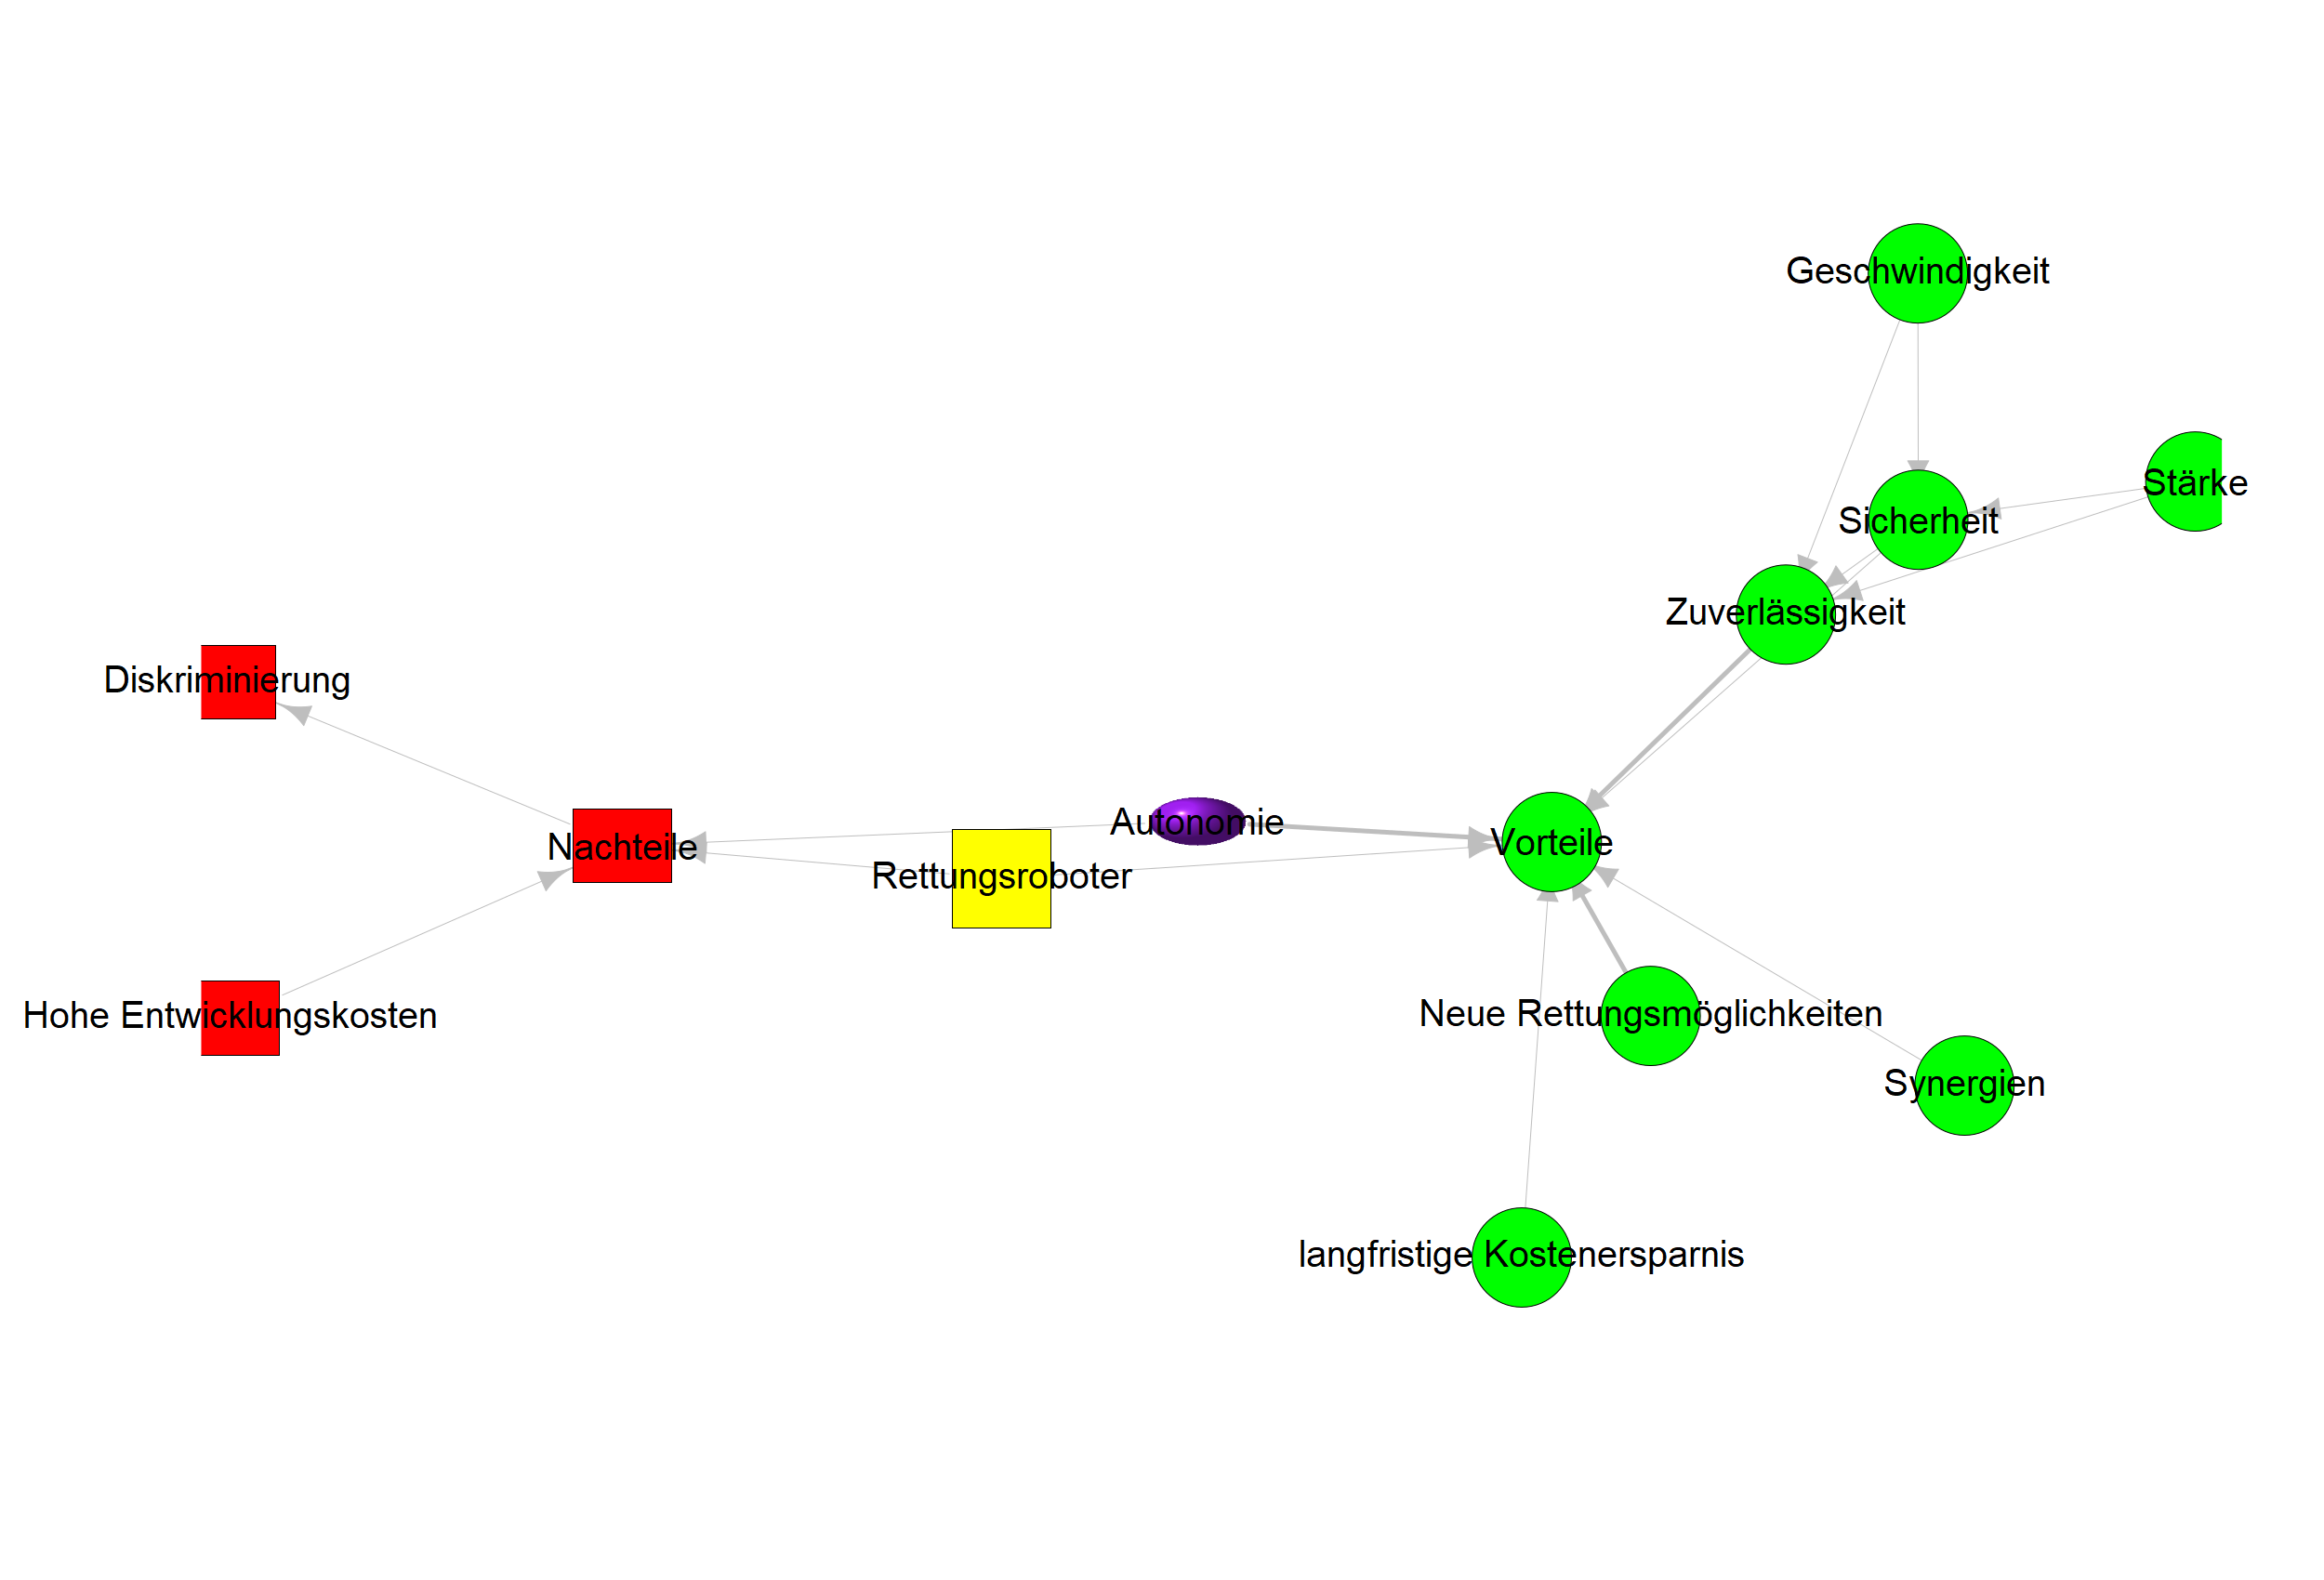 Geschwindigkeit
Stärke
Sicherheit
Zuverlässigkeit
Diskriminierung
Autonomie
Vorteile
Nachteile
Rettungsroboter
Neue Rettungsmöglichkeiten
Hohe Entwicklungskosten
Synergien
langfristige Kostenersparnis